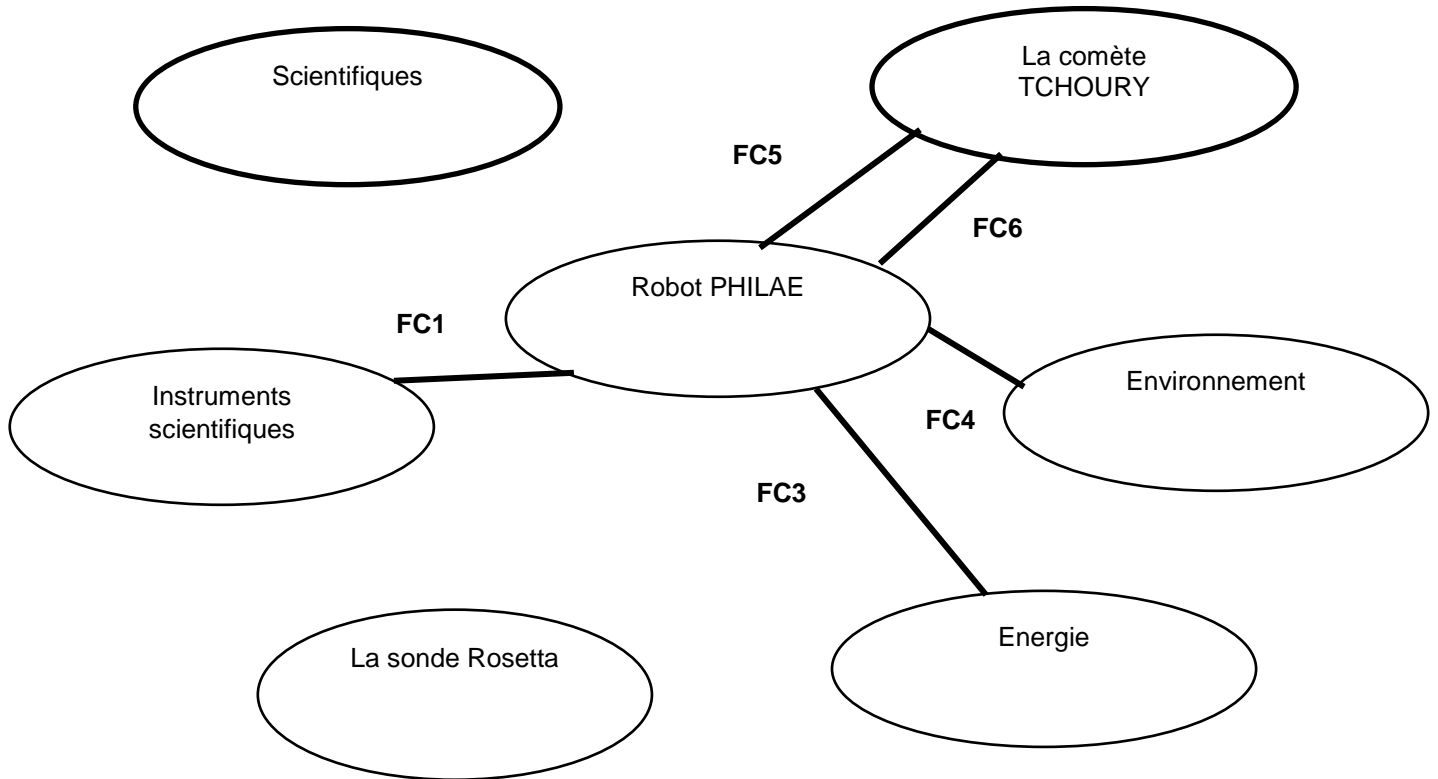 Scientifiques
La comète
TCHOURY
FC5
FC6
Robot PHILAE
FC1
Instruments
scientifiques
Environnement
FC4
FC3
La sonde Rosetta
Energie